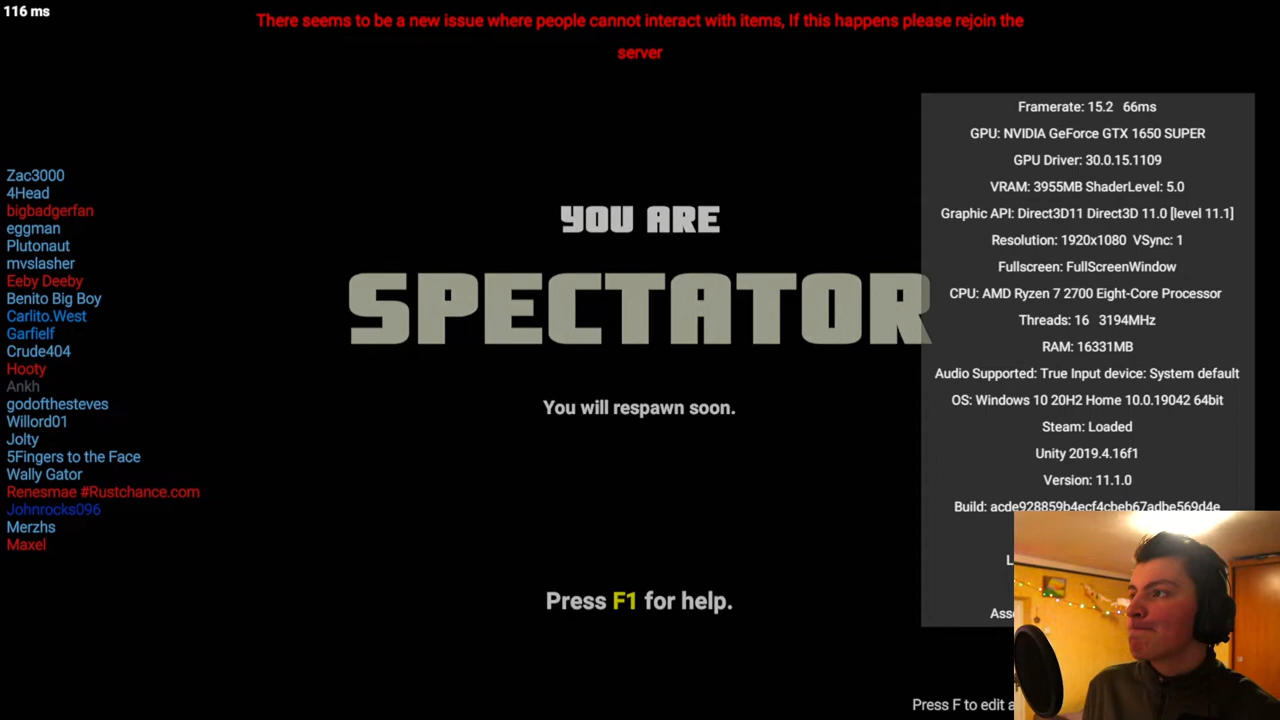 116 ms
There seems to be a new issue where people cannot interact with items, If this happens please rejoin the
server
Zac3000
4Head
bigbadgerfan
eggman
Plutonaut
mvslasher
Eeby Deeby
Benito Big Boy
Carlito.West
Garfielf
Crude404
Hooty
Ankh
godofthesteves
Willord01
Jolty
5Fingers to the Face
Wally Gator
Renesmae #Rustchance.com
Johnrocks096
Merzhs
Maxel
YOU ARE
SPECTATOR
You will respawn soon.
Press F1 for help.
Framerate: 15.2 66ms
GPU: NVIDIA GeForce GTX 1650 SUPER
GPU Driver: 30.0.15.1109
VRAM: 3955MB ShaderLevel: 5.0
Graphic API: Direct3D11 Direct3D 11.0 [level 11.1]
Resolution: 1920x1080 VSync: 1
Fullscreen: FullScreenWindow
CPU: AMD Ryzen 7 2700 Eight-Core Processor
Threads: 16 3194MHz
RAM: 16331MB
Audio Supported: True Input device: System default
OS: Windows 10 20H2 Home 10.0.19042 64bit
Steam: Loaded
Unity 2019.4.16f1
Version: 11.1.0
Build: acde928859b4ecf4cbeb67adbe569d4e
Press F to edit